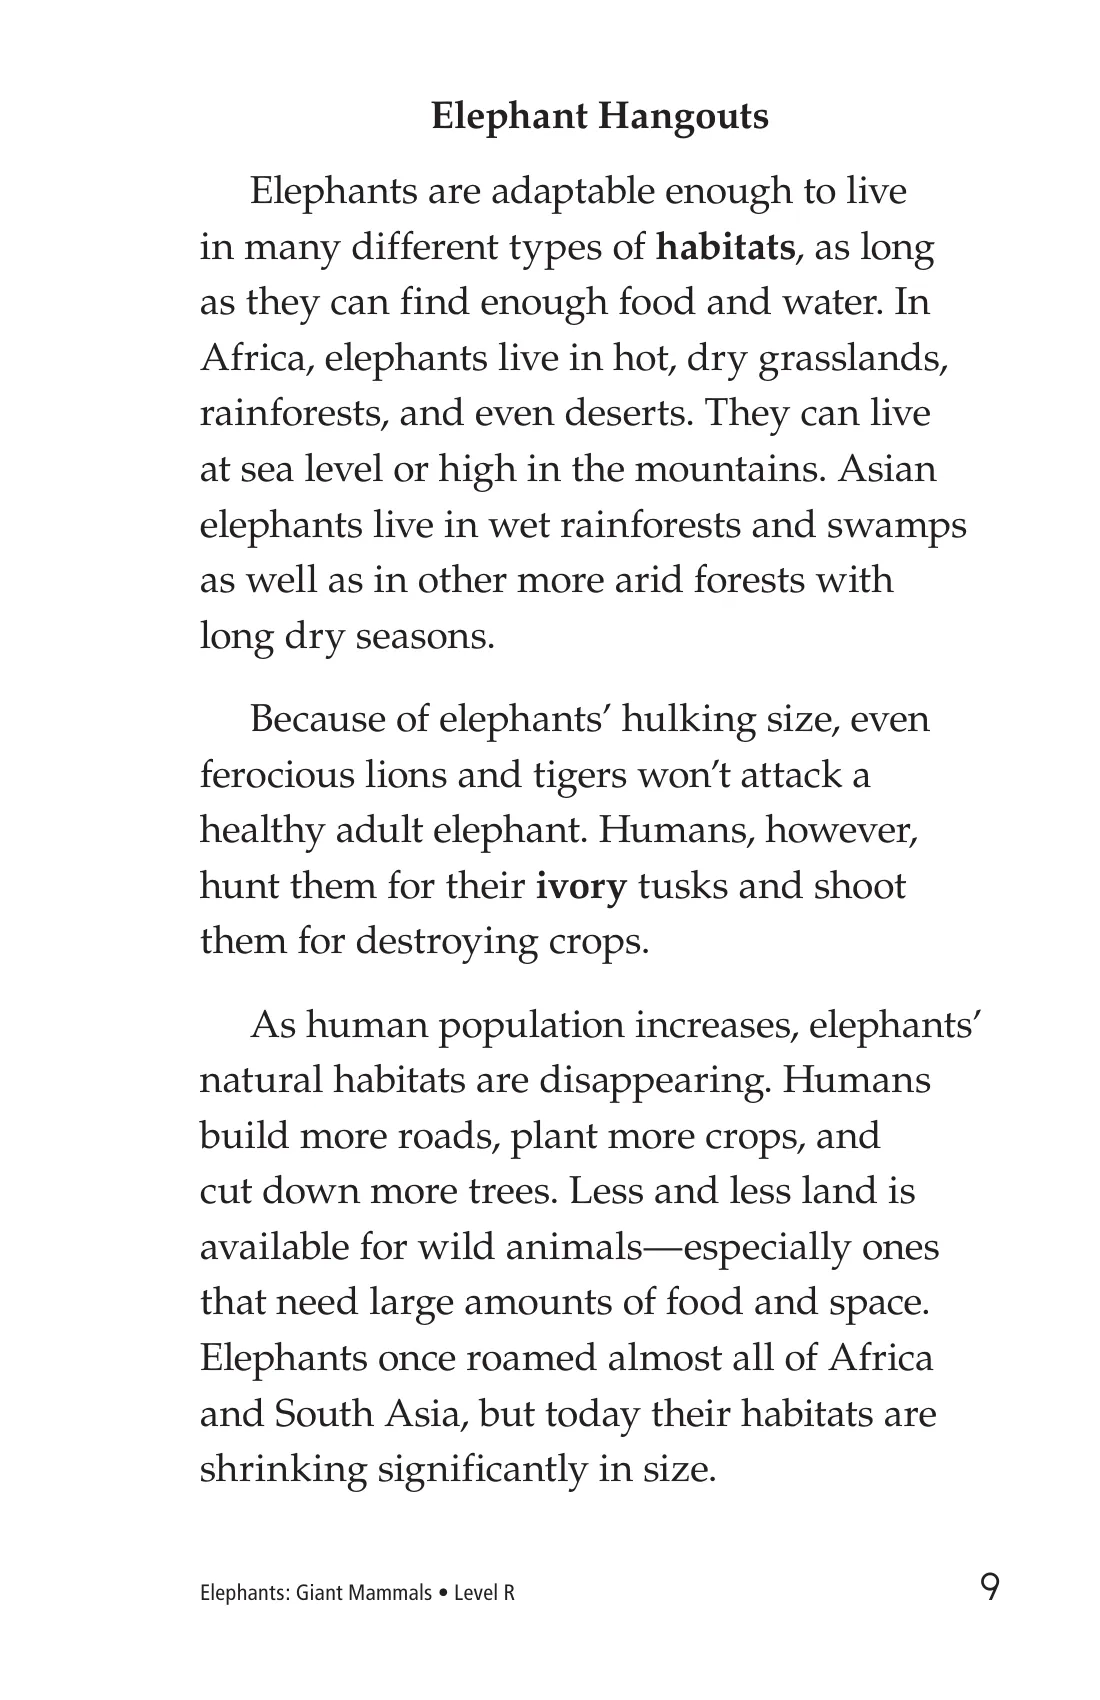 Elephant Hangouts
Elephants are adaptable enough to live
in many different types of habitats, as long
as they can find enough food and water. In
Africa, elephants live in hot, dry grasslands,
rainforests, and even deserts. They can live
at sea level or high in the mountains. Asian
elephants live in wet rainforests and swamps
as well as in other more arid forests with
long dry seasons.
Because of elephants’ hulking size, even
ferocious lions and tigers won’t attack a
healthy adult elephant. Humans, however,
hunt them for their ivory tusks and shoot
them for destroying crops.
As human population increases, elephants’
natural habitats are disappearing. Humans
build more roads, plant more crops, and
cut down more trees. Less and less land is
available for wild animals—especially ones
that need large amounts of food and space.
Elephants once roamed almost all of Africa
and South Asia, but today their habitats are
shrinking significantly in size.
Elephants: Giant Mammals • Level R 9